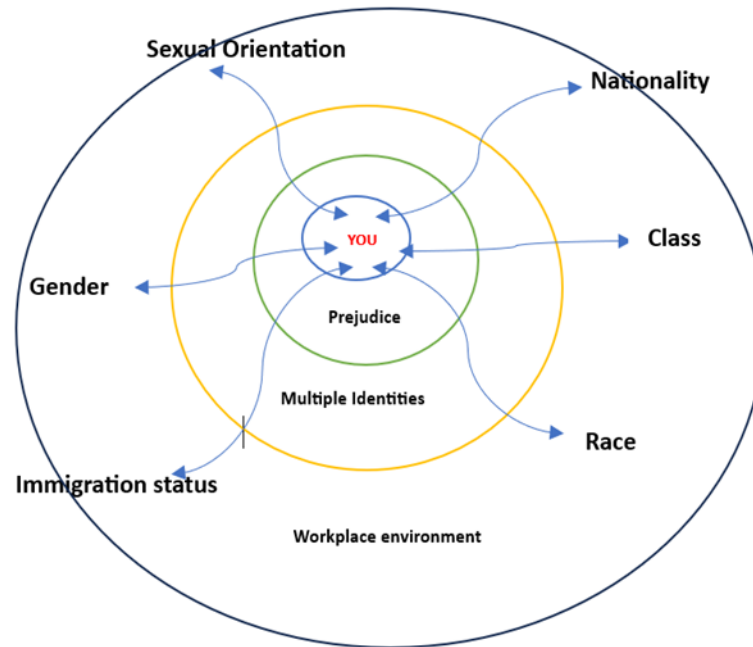 Sexual Orientation
Nationality
YOU
Class
Gender
Prejudice
Multiple Identities
Race
Immigration status
Workplace environment